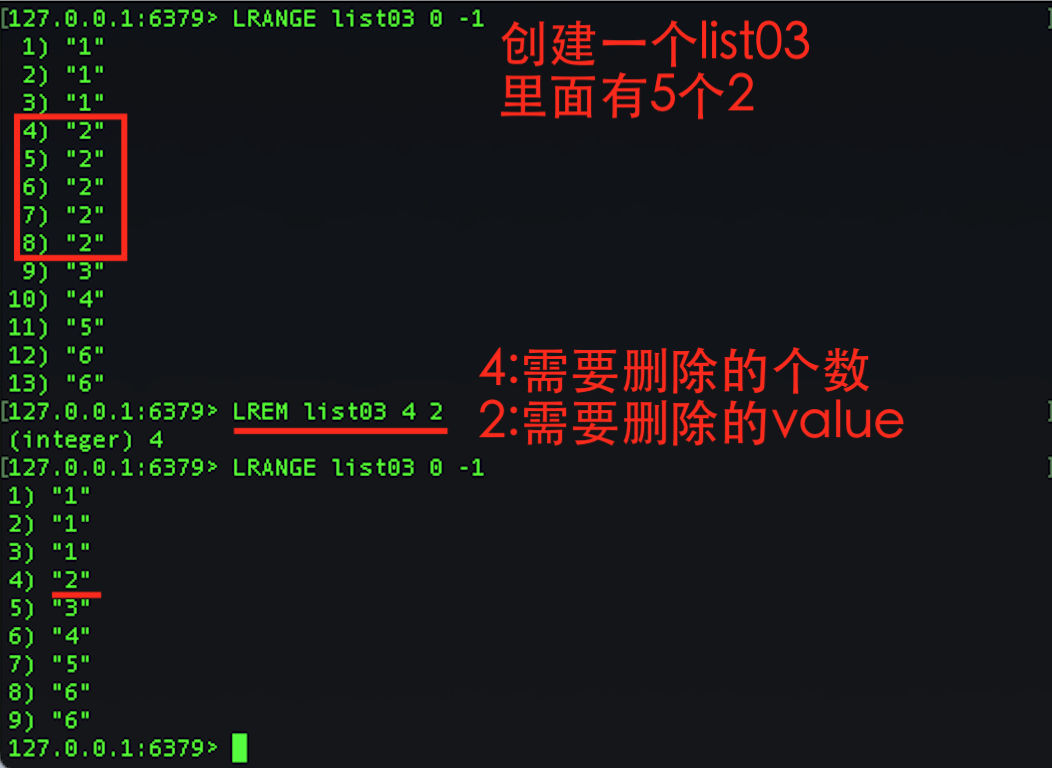 [127.0.0.1:6379> LRANGE list03 0 -1 ]
1) "1"
2) "1"
3) "1"
4) "2"
5) "2"
6) "2"
7) "2"
8) "2"
9) "3"
10) "4"
11) "5"
12) "6"
13) "6"
创建一个list03
里面有5个2
[127.0.0.1:6379> LREM list03 4 2 ]
(integer) 4
4:需要删除的个数
2:需要删除的value
[127.0.0.1:6379> LRANGE list03 0 -1 ]
1) "1"
2) "1"
3) "1"
4) "2"
5) "3"
6) "4"
7) "5"
8) "6"
9) "6"
127.0.0.1:6379>